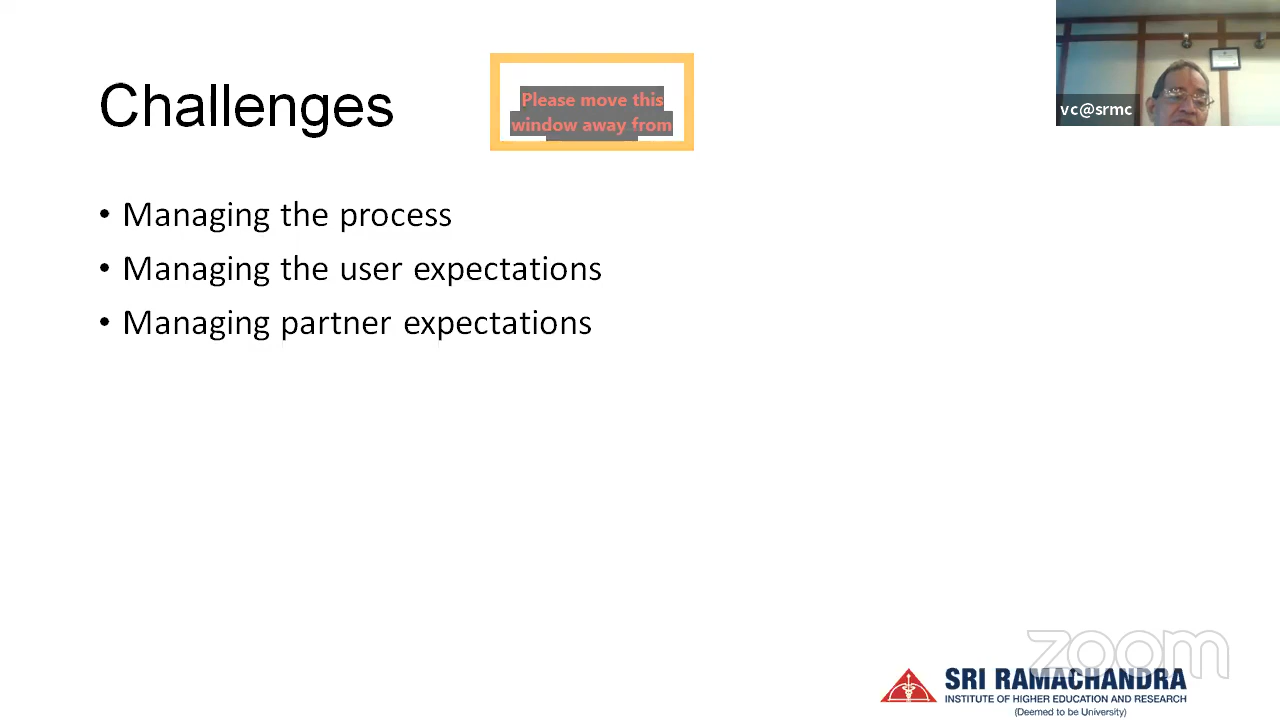 Challenges
Please move this
window away from
vc@srmc
• Managing the process
• Managing the user expectations
• Managing partner expectations
zoom
SRI RAMACHANDRA
INSTITUTE OF HIGHER EDUCATION AND RESEARCH
(Deemed to be University)